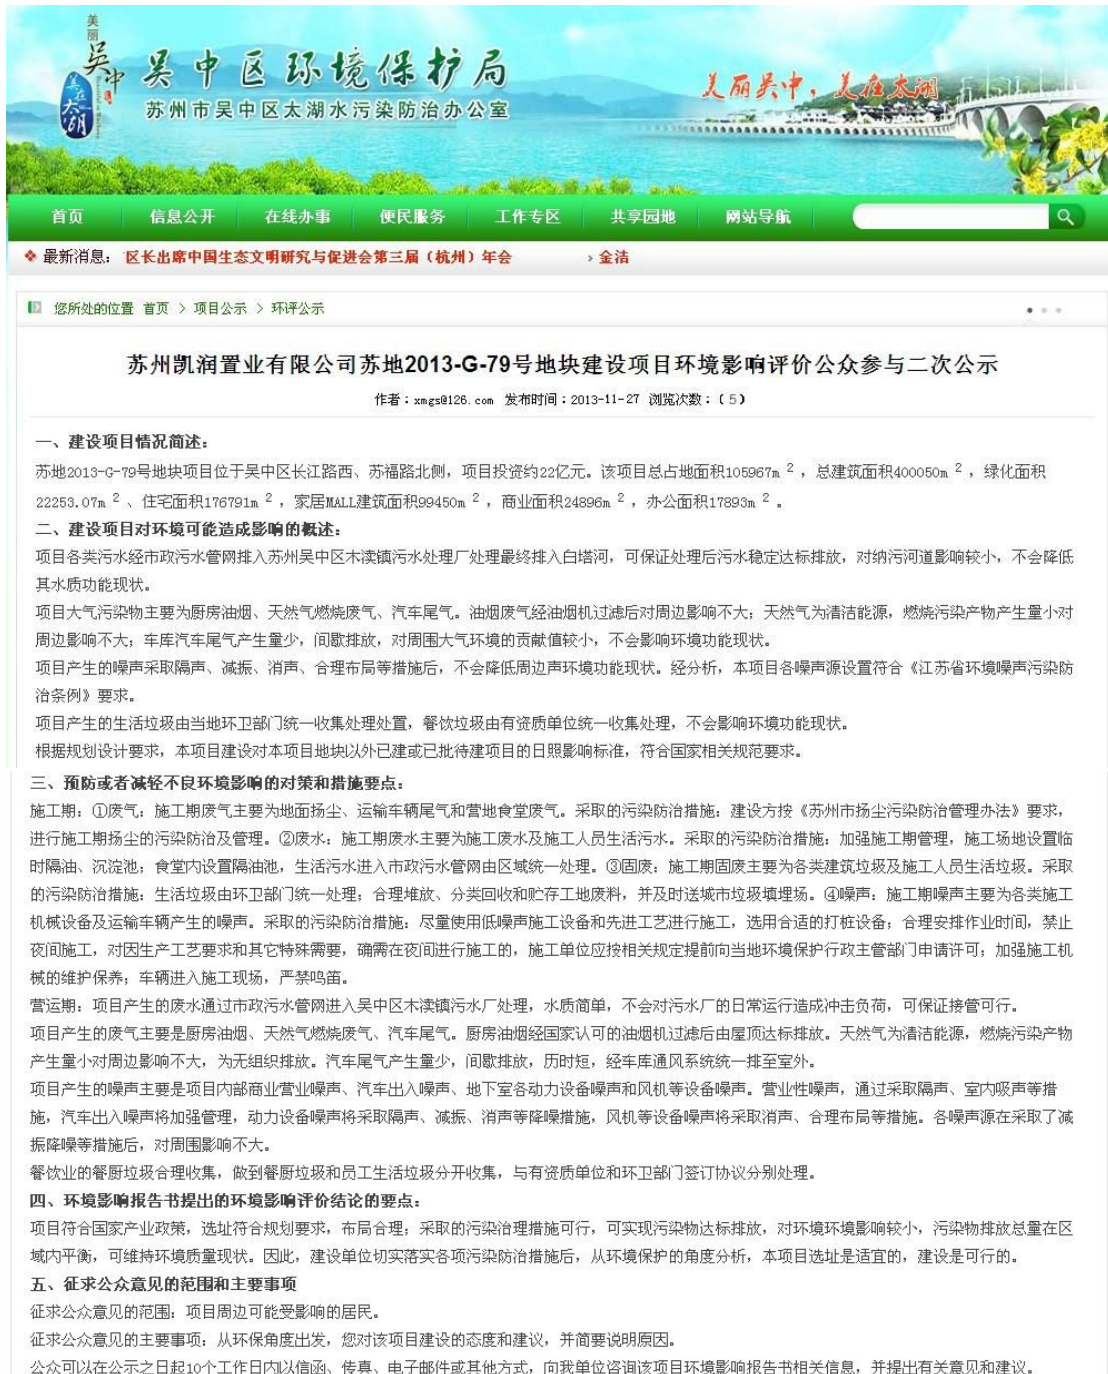 美丽
吴中
美在太湖
吴中区环境保护局
苏州市吴中区太湖水污染防治办公室
美丽吴中，美在太湖
首页 信息公开 在线办事 便民服务 工作专区 共享园地 网站导航
最新消息： 区长出席中国生态文明研究与促进会第三届（杭州）年会 › 金洁
您所处的位置 首页 > 项目公示 > 环评公示
苏州凯润置业有限公司苏地2013-G-79号地块建设项目环境影响评价公众参与二次公示
作者：xmgs@126.com 发布时间：2013-11-27 浏览次数：（5）
一、建设项目情况简述：
苏地2013-G-79号地块项目位于吴中区长江路西、苏福路北侧，项目投资约22亿元。该项目总占地面积105967m 2 ，总建筑面积400050m 2 ，绿化面积
22253.07m 2 、住宅面积176791m 2 ，家居MALL建筑面积99450m 2 ，商业面积24896m 2 ，办公面积17893m 2 。
二、建设项目对环境可能造成影响的概述：
项目各类污水经市政污水管网排入苏州吴中区木渎镇污水处理厂处理最终排入白塔河，可保证处理后污水稳定达标排放，对纳污河道影响较小，不会降低
其水质功能现状。
项目大气污染物主要为厨房油烟、天然气燃烧废气、汽车尾气。油烟废气经油烟机过滤后对周边影响不大；天然气为清洁能源，燃烧污染产物产生量小对
周边影响不大；车库汽车尾气产生量少，间歇排放，对周围大气环境的贡献值较小，不会影响环境功能现状。
项目产生的噪声采取隔声、减振、消声、合理布局等措施后，不会降低周边声环境功能现状。经分析，本项目各噪声源设置符合《江苏省环境噪声污染防
治条例》要求。
项目产生的生活垃圾由当地环卫部门统一收集处理处置，餐饮垃圾由有资质单位统一收集处理，不会影响环境功能现状。
根据规划设计要求，本项目建设对本项目地块以外已建或已批待建项目的日照影响标准，符合国家相关规范要求。
三、预防或者减轻不良环境影响的对策和措施要点：
施工期：①废气：施工期废气主要为地面扬尘、运输车辆尾气和营地食堂废气。采取的污染防治措施：建设方按《苏州市扬尘污染防治管理办法》要求，
进行施工期扬尘的污染防治及管理。②废水：施工期废水主要为施工废水及施工人员生活污水。采取的污染防治措施：加强施工期管理，施工场地设置临
时隔油、沉淀池；食堂内设置隔油池，生活污水进入市政污水管网由区域统一处理。③固废：施工期固废主要为各类建筑垃圾及施工人员生活垃圾。采取
的污染防治措施：生活垃圾由环卫部门统一处理；合理堆放、分类回收和贮存工地废料，并及时送城市垃圾填埋场。④噪声：施工期噪声主要为各类施工
机械设备及运输车辆产生的噪声。采取的污染防治措施：尽量使用低噪声施工设备和先进工艺进行施工，选用合适的打桩设备；合理安排作业时间，禁止
夜间施工，对因生产工艺要求和其它特殊需要，确需在夜间进行施工的，施工单位应按相关规定提前向当地环境保护行政主管部门申请许可；加强施工机
械的维护保养；车辆进入施工现场，严禁鸣笛。
营运期：项目产生的废水通过市政污水管网进入吴中区木渎镇污水厂处理，水质简单，不会对污水厂的日常运行造成冲击负荷，可保证接管可行。
项目产生的废气主要是厨房油烟、天然气燃烧废气、汽车尾气。厨房油烟经国家认可的油烟机过滤后由屋顶达标排放。天然气为清洁能源，燃烧污染产物
产生量小对周边影响不大，为无组织排放。汽车尾气产生量少，间歇排放，历时短，经车库通风系统统一排至室外。
项目产生的噪声主要是项目内部商业营业噪声、汽车出入噪声、地下室各动力设备噪声和风机等设备噪声。营业性噪声，通过采取隔声、室内吸声等措
施，汽车出入噪声将加强管理，动力设备噪声将采取隔声、减振、消声等降噪措施，风机等设备噪声将采取消声、合理布局等措施。各噪声源在采取了减
振降噪等措施后，对周围影响不大。
餐饮业的餐厨垃圾合理收集，做到餐厨垃圾和员工生活垃圾分开收集，与有资质单位和环卫部门签订协议分别处理。
四、环境影响报告书提出的环境影响评价结论的要点：
项目符合国家产业政策，选址符合规划要求，布局合理；采取的污染治理措施可行，可实现污染物达标排放，对环境环境影响较小，污染物排放总量在区
域内平衡，可维持环境质量现状。因此，建设单位切实落实各项污染防治措施后，从环境保护的角度分析，本项目选址是适宜的，建设是可行的。
五、征求公众意见的范围和主要事项
征求公众意见的范围：项目周边可能受影响的居民。
征求公众意见的主要事项：从环保角度出发，您对该项目建设的态度和建议，并简要说明原因。
公众可以在公示之日起10个工作日内以信函、传真、电子邮件或其他方式，向我单位咨询该项目环境影响报告书相关信息，并提出有关意见和建议。